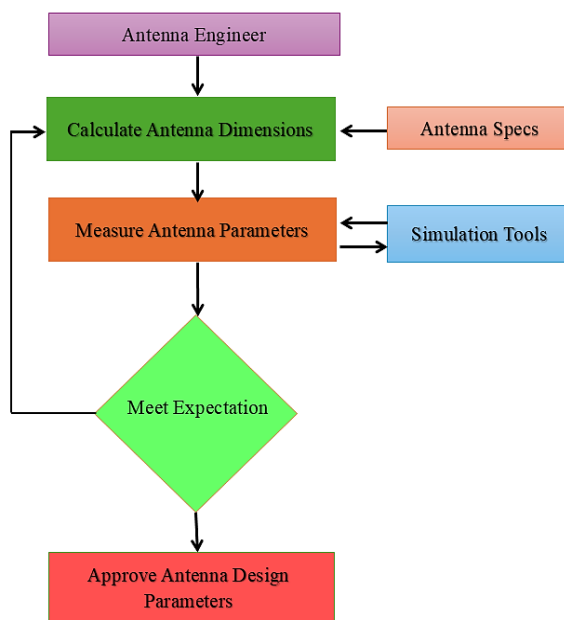 Antenna Engineer
Calculate Antenna Dimensions
Antenna Specs
Measure Antenna Parameters
Simulation Tools
Meet Expectation
Approve Antenna Design
Parameters